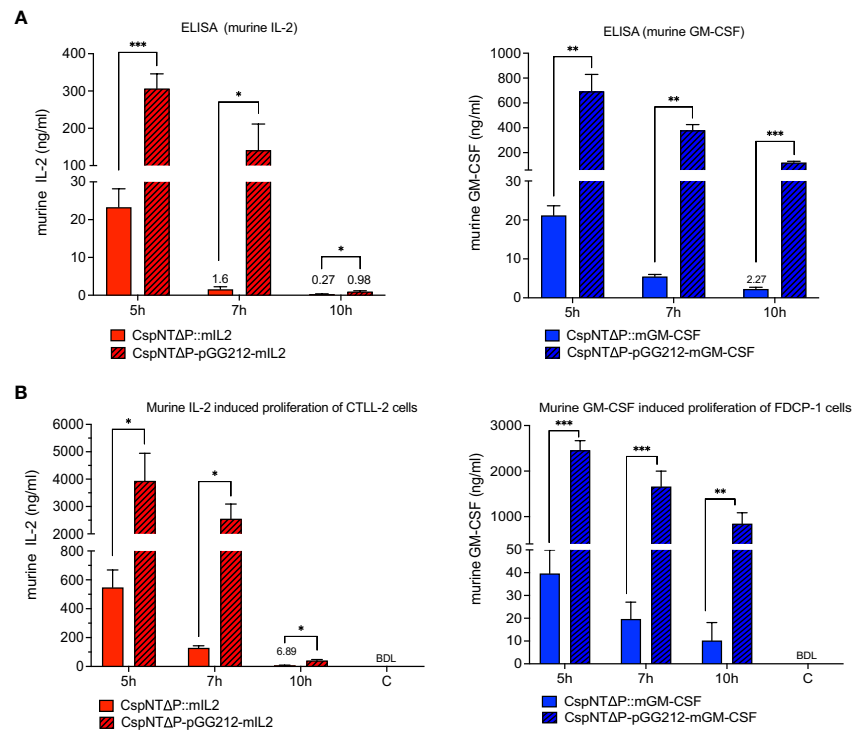 A
ELISA (murine IL-2)
murine IL-2 (ng/ml)
400
300
200
100
30
20
10
0
***
*
*
1.6
0.27
0.98
5h
7h
10h
CspNTΔP::mIL2
CspNTΔP-pGG212-mIL2
ELISA (murine GM-CSF)
murine GM-CSF (ng/ml)
1000
800
600
400
200
30
20
10
0
**
**
***
2.27
5h
7h
10h
CspNTΔP::mGM-CSF
CspNTΔP-pGG212-mGM-CSF
B
Murine IL-2 induced proliferation of CTLL-2 cells
murine IL-2 (ng/ml)
6000
5000
4000
3000
2000
800
600
400
200
0
*
*
*
6.89
BDL
5h
7h
10h
C
CspNTΔP::mIL2
CspNTΔP-pGG212-mIL2
Murine GM-CSF induced proliferation of FDCP-1 cells
murine GM-CSF (ng/ml)
3000
2000
1000
50
40
30
20
10
0
***
***
**
BDL
5h
7h
10h
C
CspNTΔP::mGM-CSF
CspNTΔP-pGG212-mGM-CSF